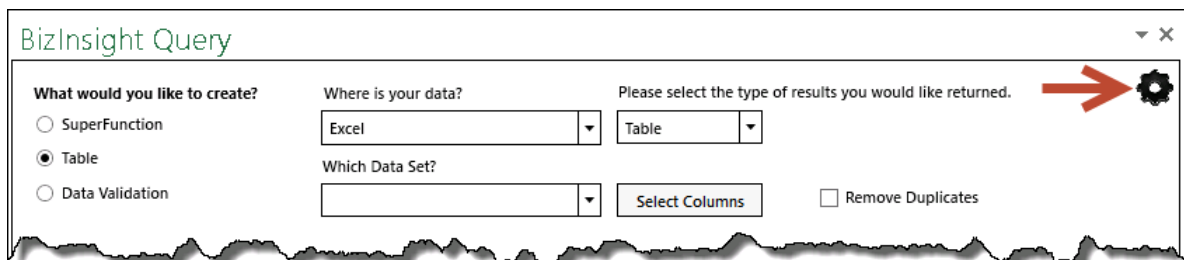 BizInsight Query
What would you like to create?
SuperFunction
Table
Data Validation
Where is your data?
Excel
Which Data Set?
Please select the type of results you would like returned.
Table
Select Columns
Remove Duplicates